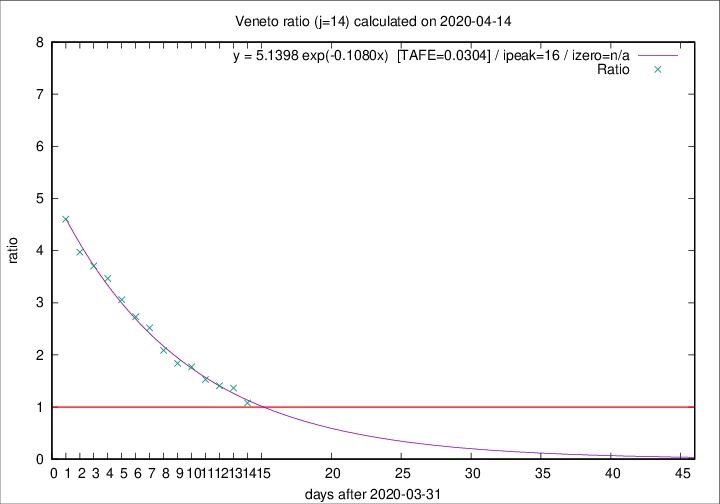 Veneto ratio (j=14) calculated on 2020-04-14
y = 5.1398 exp(-0.1080x) [TAFE=0.0304] / ipeak=16 / izero=n/a
Ratio
8
7
6
5
4
3
2
1
0
ratio
0 1 2 3 4 5 6 7 8 9 10 11 12 13 14 15 20 25 30 35 40 45
days after 2020-03-31